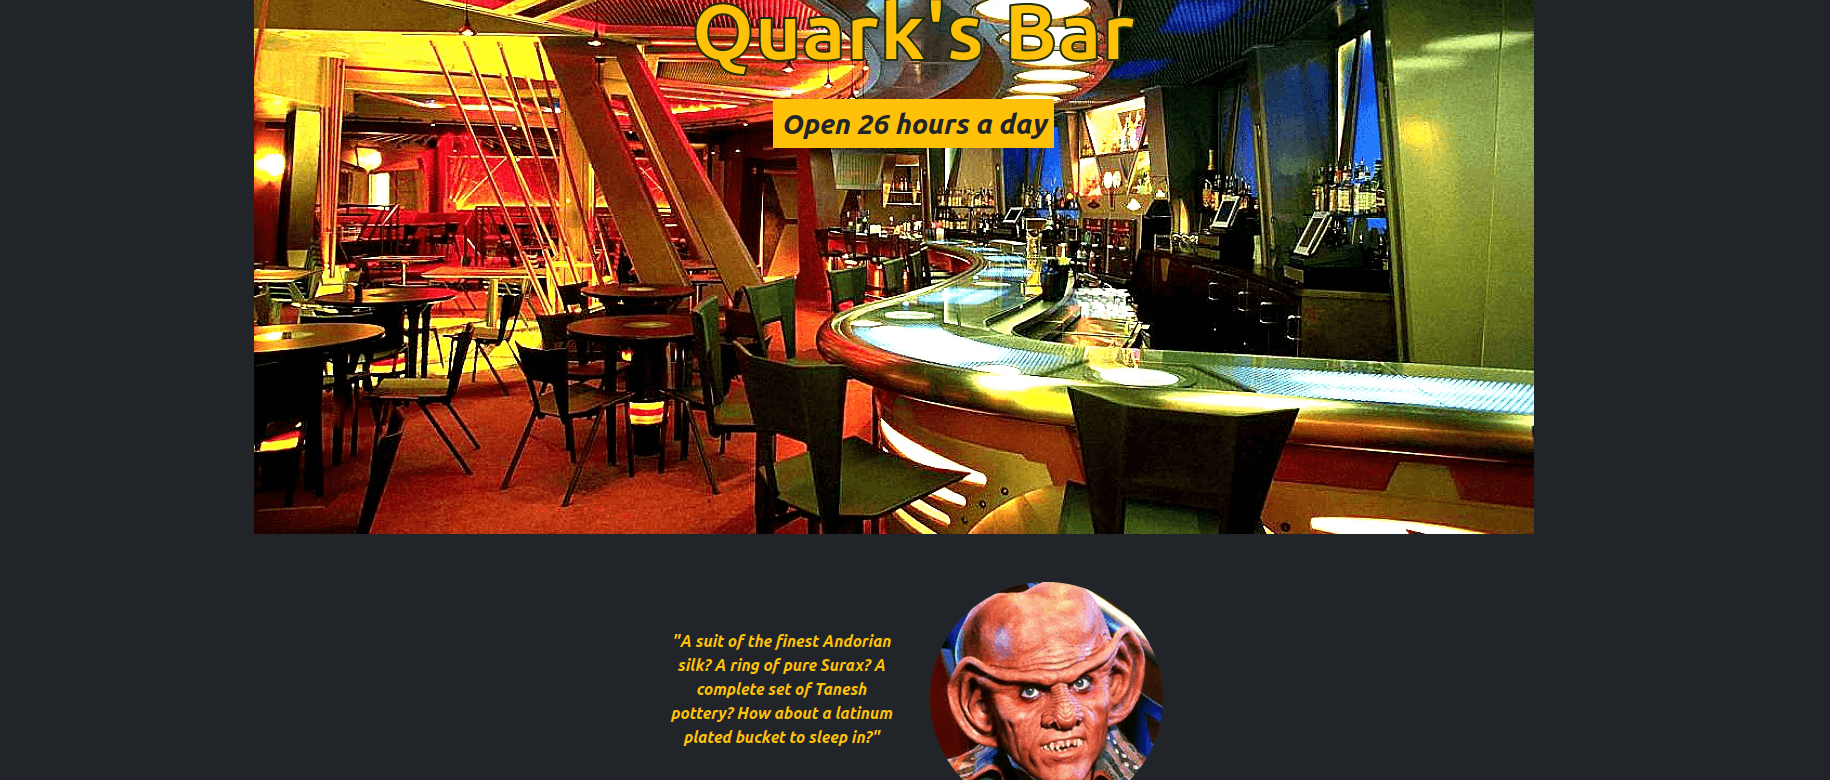 Quark's Bar
Open 26 hours a day
"A suit of the finest Andorian
silk? A ring of pure Surax? A
complete set of Tanesh
pottery? How about a latinum
plated bucket to sleep in?"